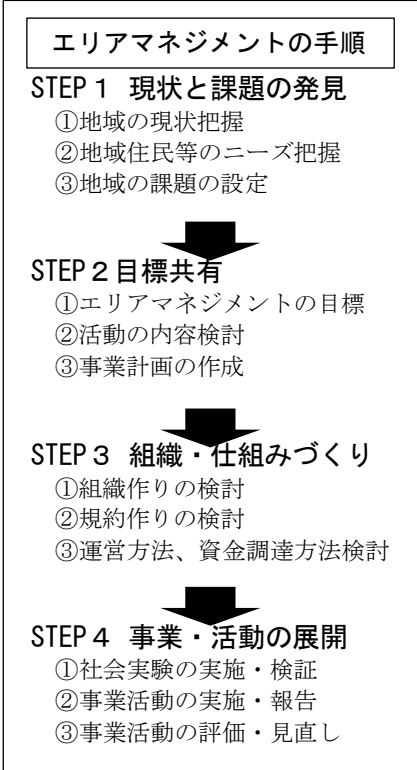 エリアマネジメントの手順
STEP１ 現状と課題の発見
①地域の現状把握
②地域住民等のニーズ把握
③地域の課題の設定
STEP２目標共有
①エリアマネジメントの目標
②活動の内容検討
③事業計画の作成
STEP３ 組織・仕組みづくり
①組織作りの検討
②規約作りの検討
③運営方法、資金調達方法検討
STEP４ 事業・活動の展開
①社会実験の実施・検証
②事業活動の実施・報告
③事業活動の評価・見直し